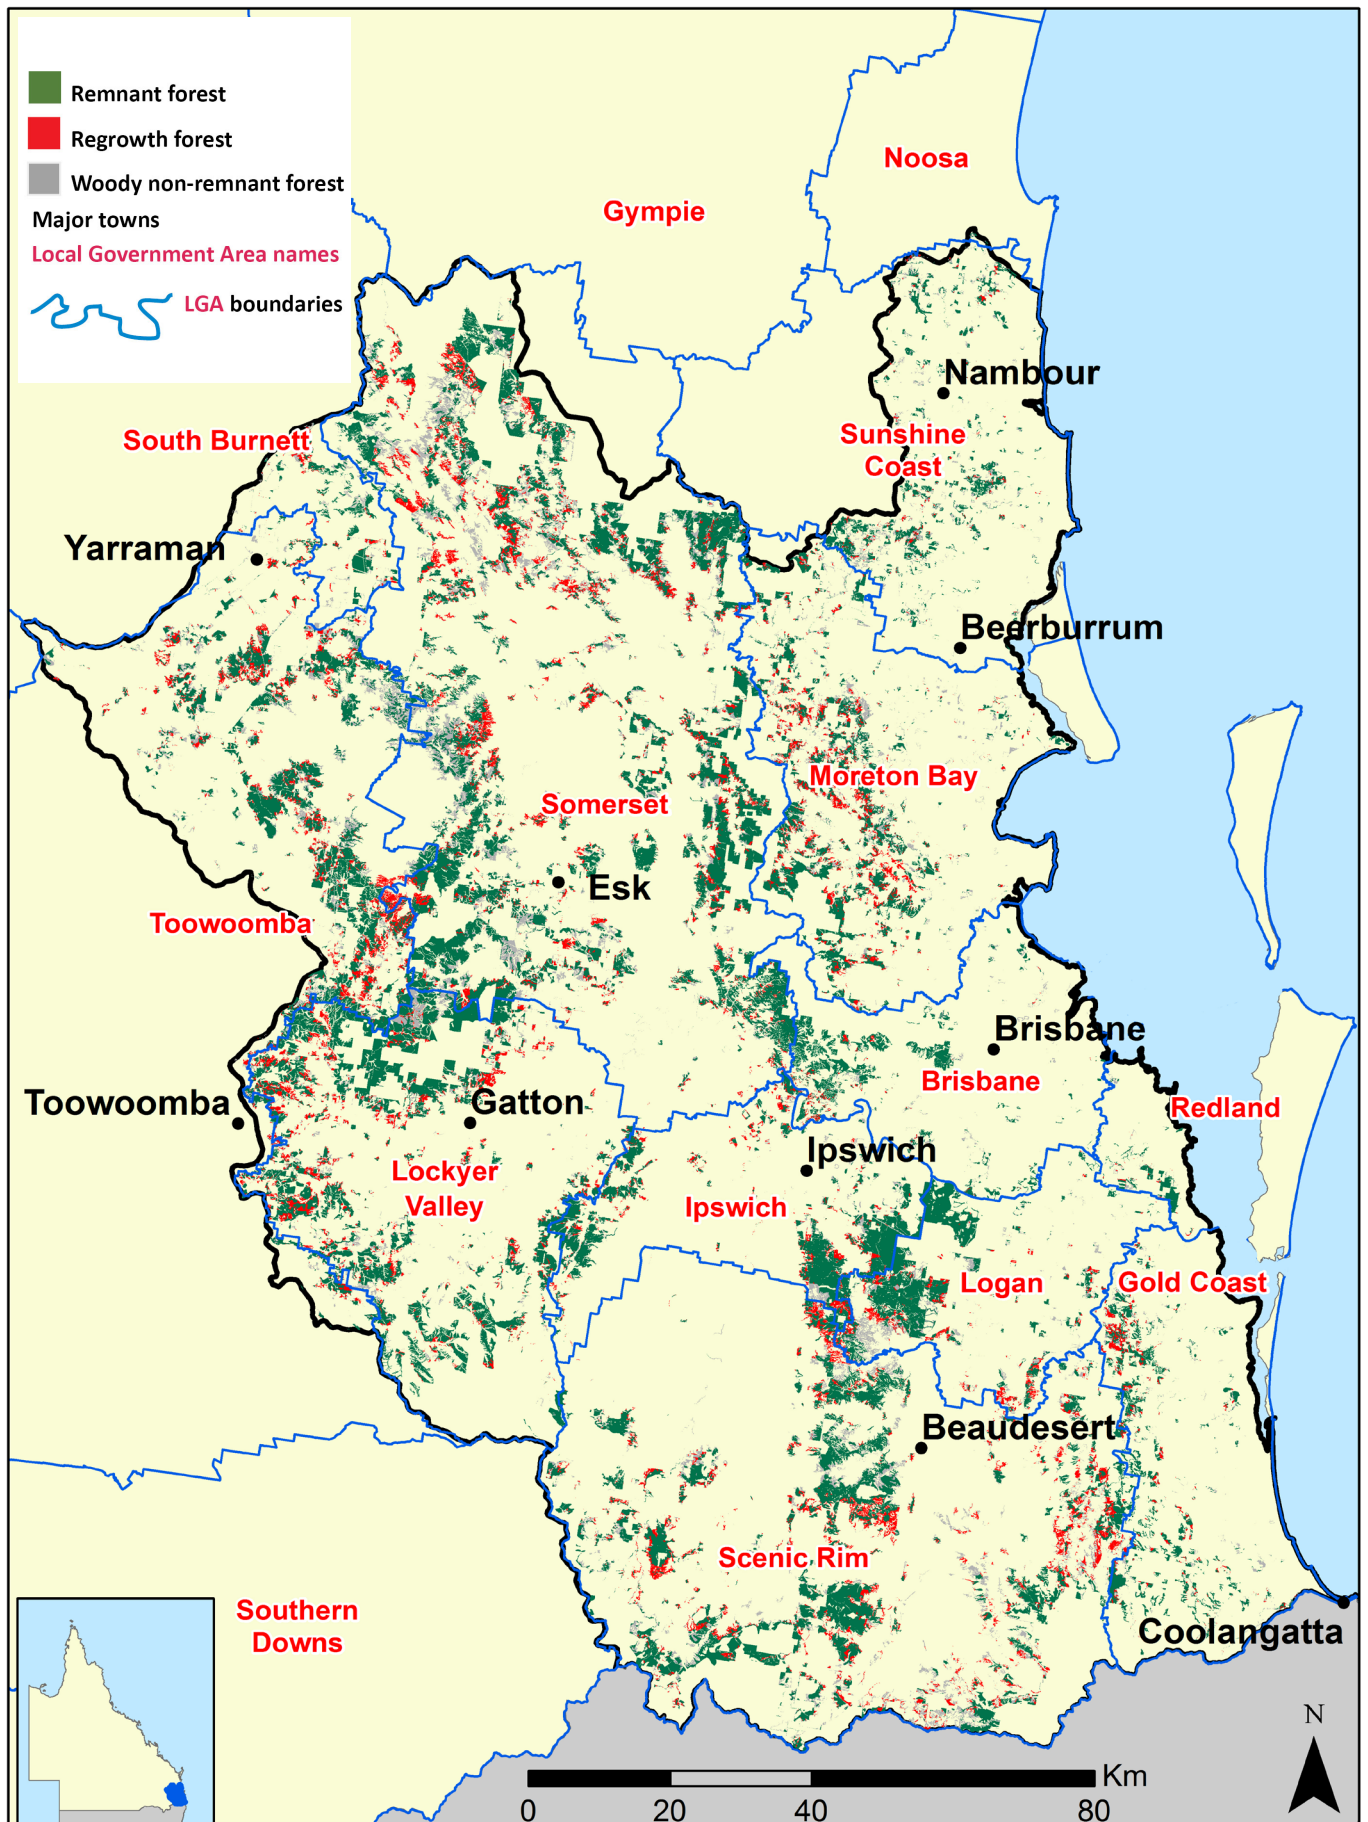 Remnant forest
Regrowth forest
Woody non-remnant forest
Major towns
Local Government Area names
LGA boundaries
Noosa
Gympie
Nambour
South Burnett
Sunshine
Coast
Yarraman
Beerburrum
Moreton Bay
Somerset
Esk
Toowoomba
Brisbane
Brisbane
Toowoomba
Gatton
Redland
Ipswich
Lockyer
Valley
Ipswich
Logan
Gold Coast
Beaudesert
Scenic Rim
Southern
Downs
Coolangatta
N
Km
0 20 40 80